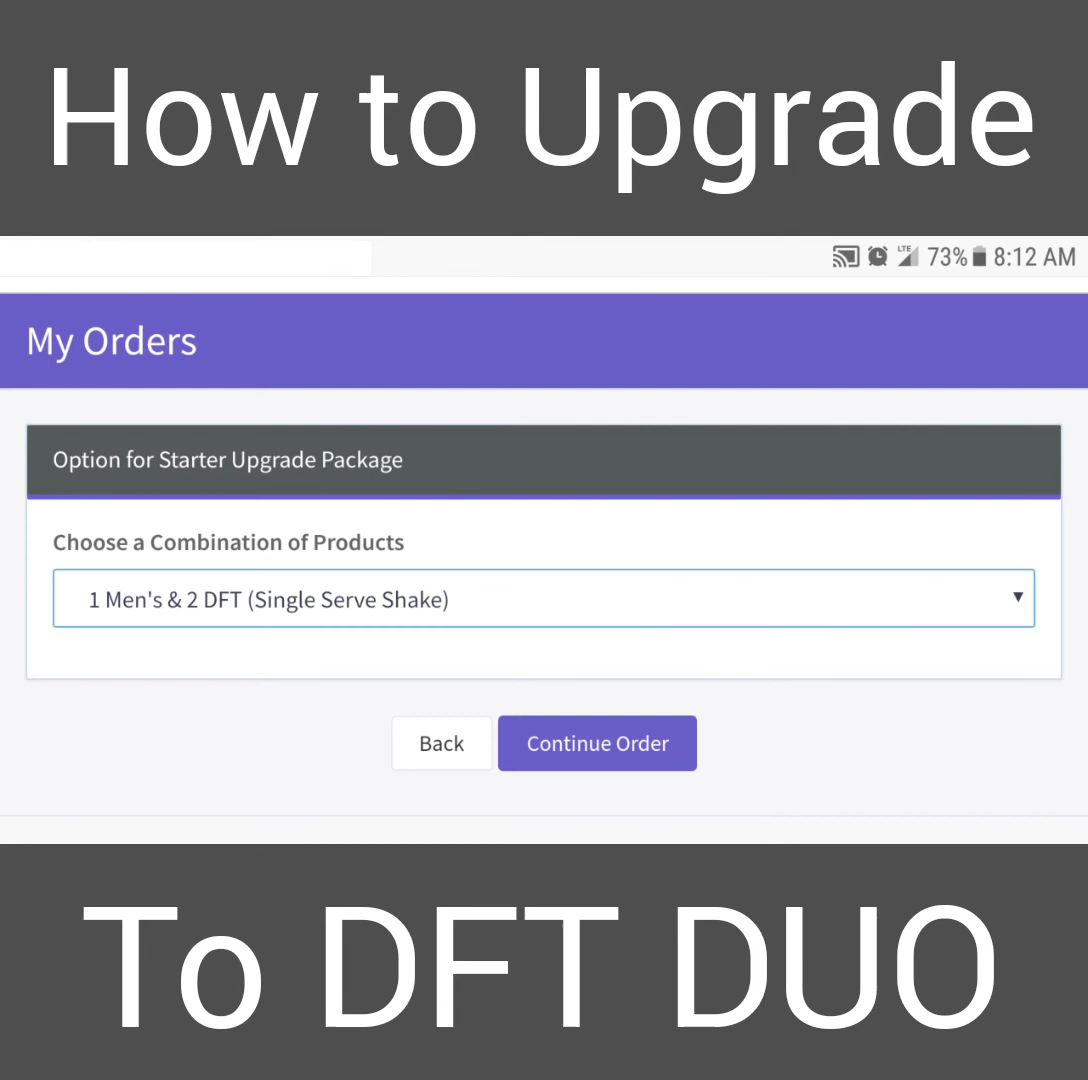 How to Upgrade
LTE 73% 8:12 AM
My Orders
Option for Starter Upgrade Package
Choose a Combination of Products
1 Men's & 2 DFT (Single Serve Shake)
Back Continue Order
To DFT DUO